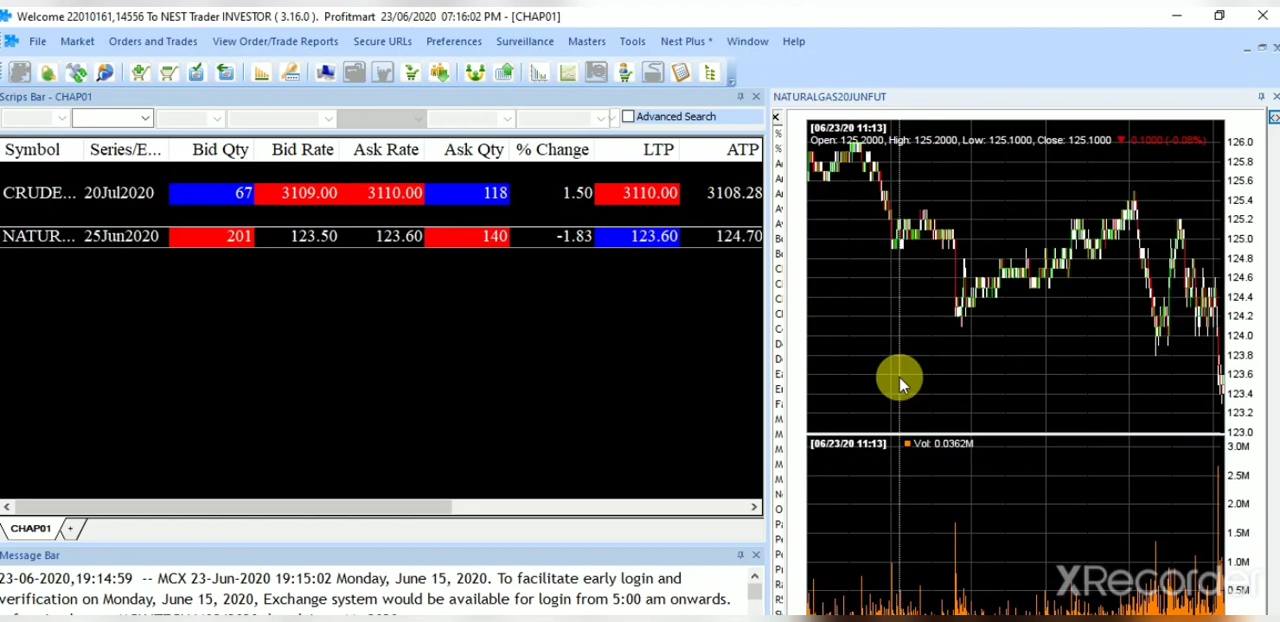 Welcome 22010161,14556 To NEST Trader INVESTOR ( 3.16.0 ). Profitmart 23/06/2020 07:16:02 PM - [CHAP01]
File Market Orders and Trades View Order/Trade Reports Secure URLs Preferences Surveillance Masters Tools Nest Plus * Window Help
Scrips Bar - CHAP01
NATURALGAS20JUNFUT
Advanced Search
Symbol Series/E... Bid Qty Bid Rate Ask Rate Ask Qty % Change LTP ATP
CRUDE... 20Jul2020 67 3109.00 3110.00 118 1.50 3110.00 3108.28
NATUR... 25Jun2020 201 123.50 123.60 140 -1.83 123.60 124.70
CHAP01 +
Message Bar
23-06-2020,19:14:59 -- MCX 23-Jun-2020 19:15:02 Monday, June 15, 2020. To facilitate early login and
verification on Monday, June 15, 2020, Exchange system would be available for login from 5:00 am onwards.
[06/23/20 11:13]
Open: 125.2000, High: 125.2000, Low: 125.1000, Close: 125.1000 ▼ -0.1000 (-0.08%)
126.0
125.8
125.6
125.4
125.2
125.0
124.8
124.6
124.4
124.2
124.0
123.8
123.6
123.4
123.2
123.0
[06/23/20 11:13] Vol: 0.0362M
3.0M
2.5M
2.0M
1.5M
1.0M
0.5M
XRecorder